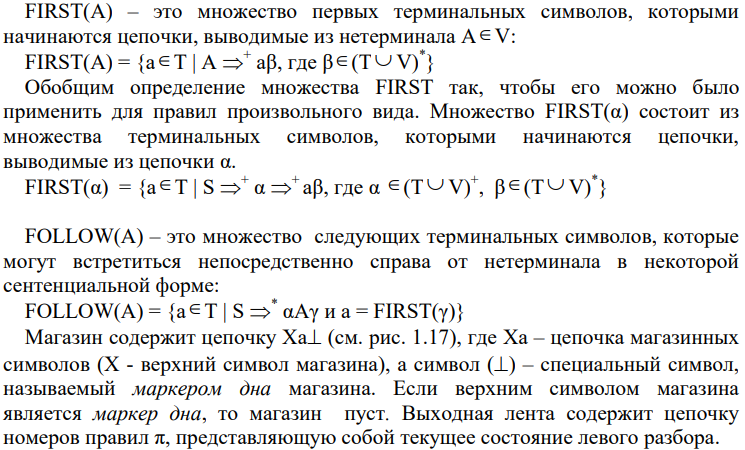 FIRST(A) – это множество первых терминальных символов, которыми
начинаются цепочки, выводимые из нетерминала A∈V:
FIRST(A) = {a∈T | A ⇒⁺ aβ, где β∈(T∪V)*}
Обобщим определение множества FIRST так, чтобы его можно было
применить для правил произвольного вида. Множество FIRST(α) состоит из
множества терминальных символов, которыми начинаются цепочки,
выводимые из цепочки α.
FIRST(α) = {a∈T | S ⇒⁺ α ⇒⁺ aβ, где α ∈(T∪V)⁺, β∈(T∪V)*}
FOLLOW(A) – это множество следующих терминальных символов, которые
могут встретиться непосредственно справа от нетерминала в некоторой
сентенциальной форме:
FOLLOW(A) = {a∈T | S ⇒* αAγ и a = FIRST(γ)}
Магазин содержит цепочку Xa⊥ (см. рис. 1.17), где Xa – цепочка магазинных
символов (X - верхний символ магазина), а символ (⊥) – специальный символ,
называемый маркером дна магазина. Если верхним символом магазина
является маркер дна, то магазин пуст. Выходная лента содержит цепочку
номеров правил π, представляющую собой текущее состояние левого разбора.